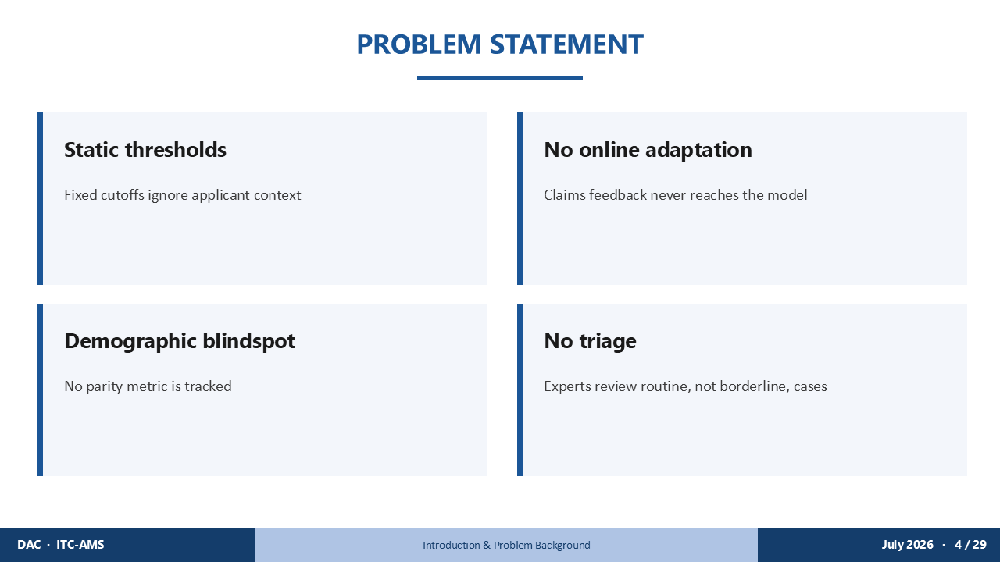 PROBLEM STATEMENT
Static thresholds
Fixed cutoffs ignore applicant context
No online adaptation
Claims feedback never reaches the model
Demographic blindspot
No parity metric is tracked
No triage
Experts review routine, not borderline, cases
DAC · ITC-AMS
Introduction & Problem Background
July 2026 · 4 / 29